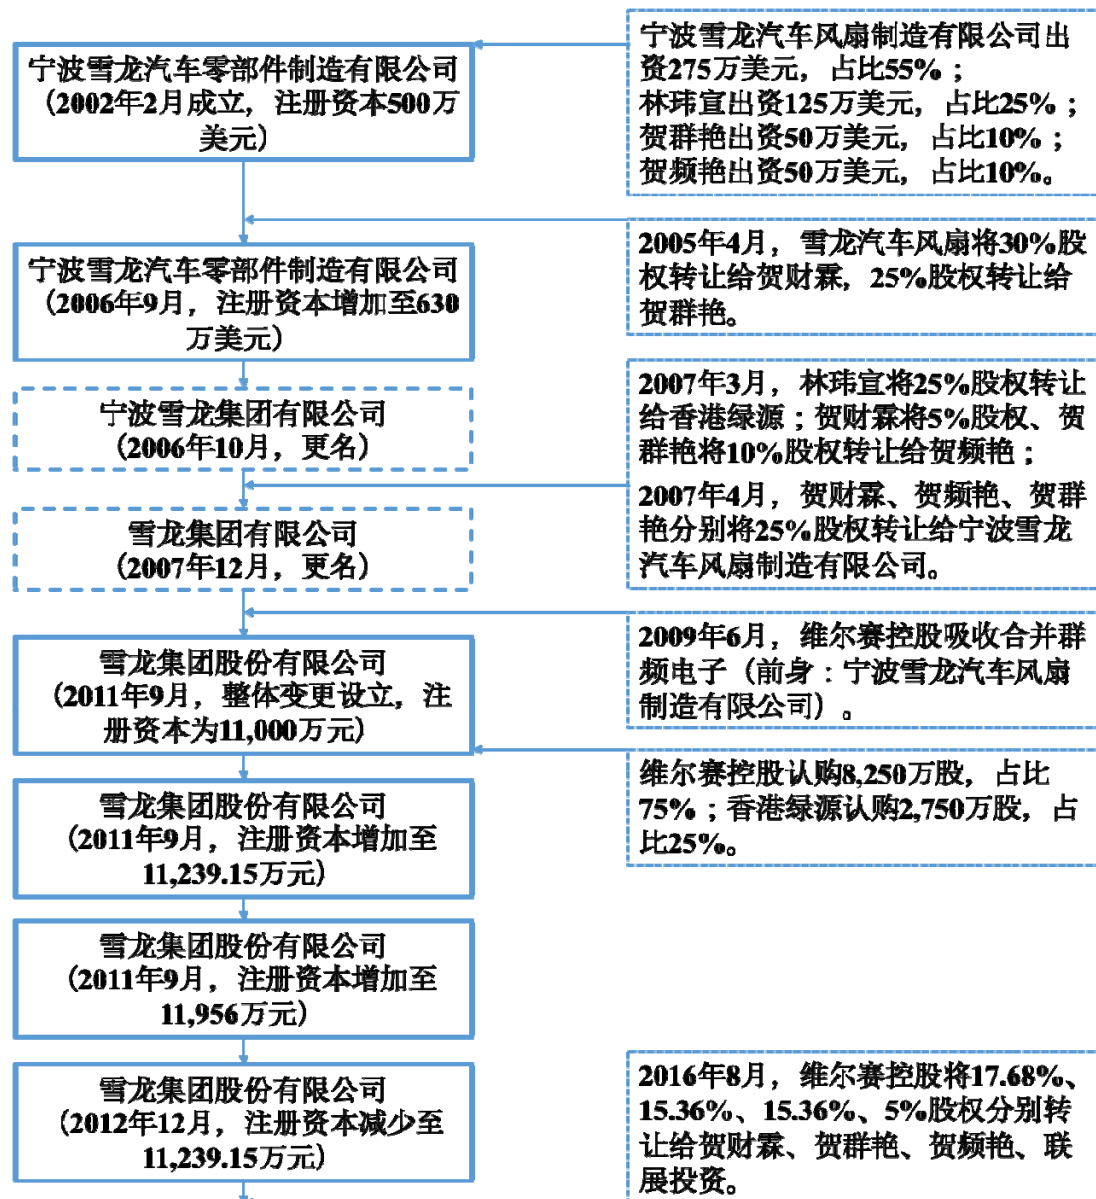 宁波雪龙汽车零部件制造有限公司
（2002年2月成立，注册资本500万
美元）
宁波雪龙汽车风扇制造有限公司出
资275万美元，占比55%；
林玮宣出资125万美元，占比25%；
贺群艳出资50万美元，占比10%；
贺频艳出资50万美元，占比10%。
2005年4月，雪龙汽车风扇将30%股
权转让给贺财霖，25%股权转让给
贺群艳。
宁波雪龙汽车零部件制造有限公司
（2006年9月，注册资本增加至630
万美元）
宁波雪龙集团有限公司
（2006年10月，更名）
2007年3月，林玮宣将25%股权转让
给香港绿源；贺财霖将5%股权、贺
群艳将10%股权转让给贺频艳；
2007年4月，贺财霖、贺频艳、贺群
艳分别将25%股权转让给宁波雪龙
汽车风扇制造有限公司。
雪龙集团有限公司
（2007年12月，更名）
2009年6月，维尔赛控股吸收合并群
频电子（前身：宁波雪龙汽车风扇
制造有限公司）。
雪龙集团股份有限公司
（2011年9月，整体变更设立，注
册资本为11,000万元）
维尔赛控股认购8,250万股，占比
75%；香港绿源认购2,750万股，占
比25%。
雪龙集团股份有限公司
（2011年9月，注册资本增加至
11,239.15万元）
雪龙集团股份有限公司
（2011年9月，注册资本增加至
11,956万元）
雪龙集团股份有限公司
（2012年12月，注册资本减少至
11,239.15万元）
2016年8月，维尔赛控股将17.68%、
15.36%、15.36%、5%股权分别转
让给贺财霖、贺群艳、贺频艳、联
展投资。